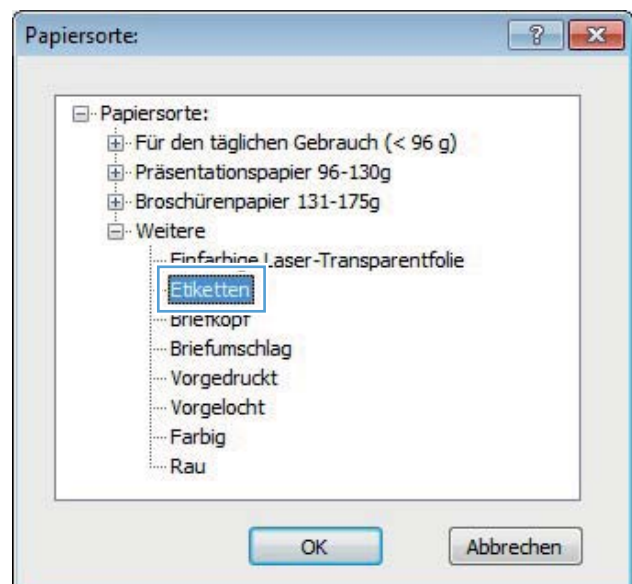 Papiersorte:
Papiersorte:
Für den täglichen Gebrauch (< 96 g)
Präsentationspapier 96-130g
Broschürenpapier 131-175g
Weitere
Einfarbige Laser-Transparentfolie
Etiketten
Briefkopf
Briefumschlag
Vorgedruckt
Vorgelocht
Farbig
Rau
OK Abbrechen